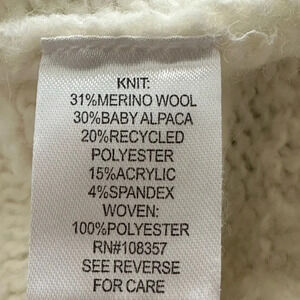 KNIT:
31%MERINO WOOL
30%BABY ALPACA
20%RECYCLED
POLYESTER
15%ACRYLIC
4%SPANDEX
WOVEN:
100%POLYESTER
RN#108357
SEE REVERSE
FOR CARE